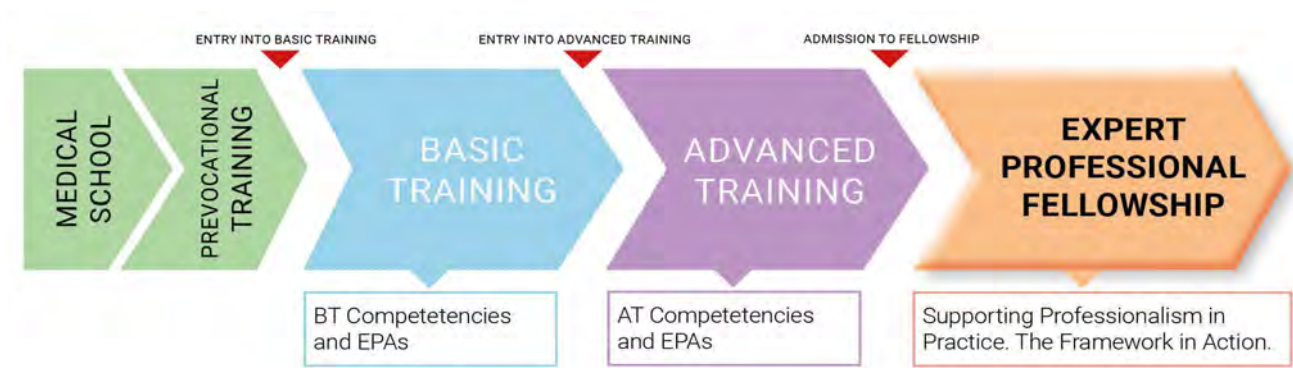 ENTRY INTO BASIC TRAINING
ENTRY INTO ADVANCED TRAINING
ADMISSION TO FELLOWSHIP
MEDICAL
SCHOOL
PREVOCATIONAL
TRAINING
BASIC
TRAINING
ADVANCED
TRAINING
EXPERT
PROFESSIONAL
FELLOWSHIP
BT Competetencies
and EPAs
AT Competetencies
and EPAs
Supporting Professionalism in
Practice. The Framework in Action.